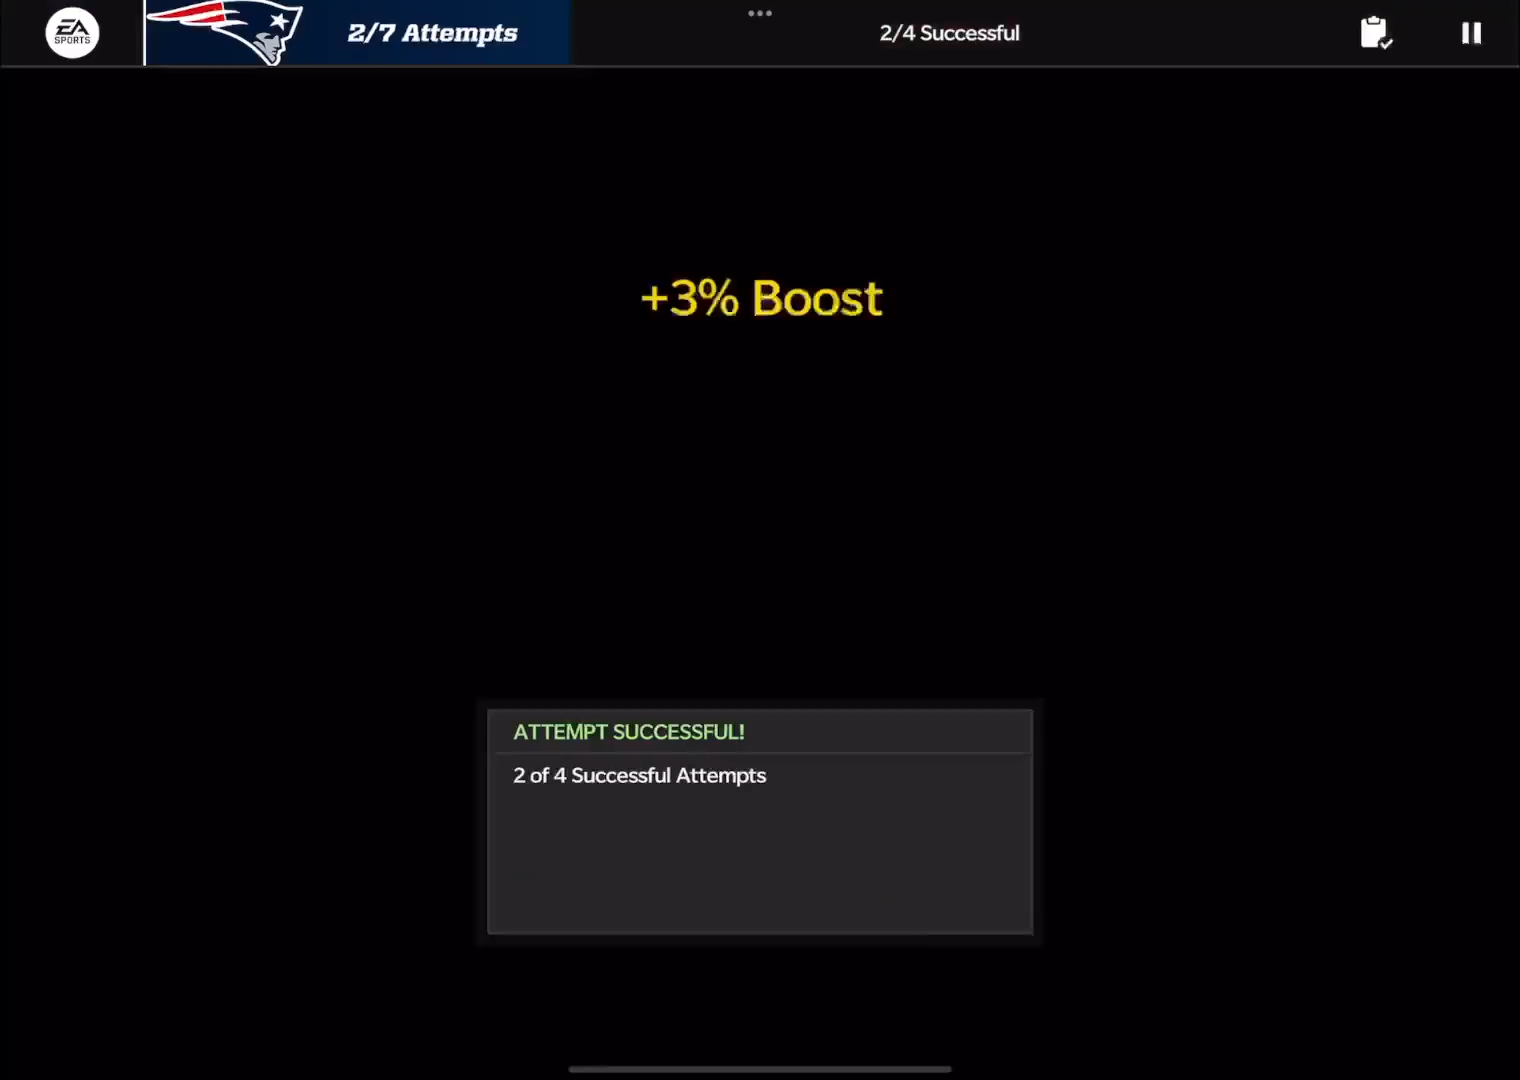 EA
SPORTS
2/7 Attempts
2/4 Successful
+3% Boost
ATTEMPT SUCCESSFUL!
2 of 4 Successful Attempts